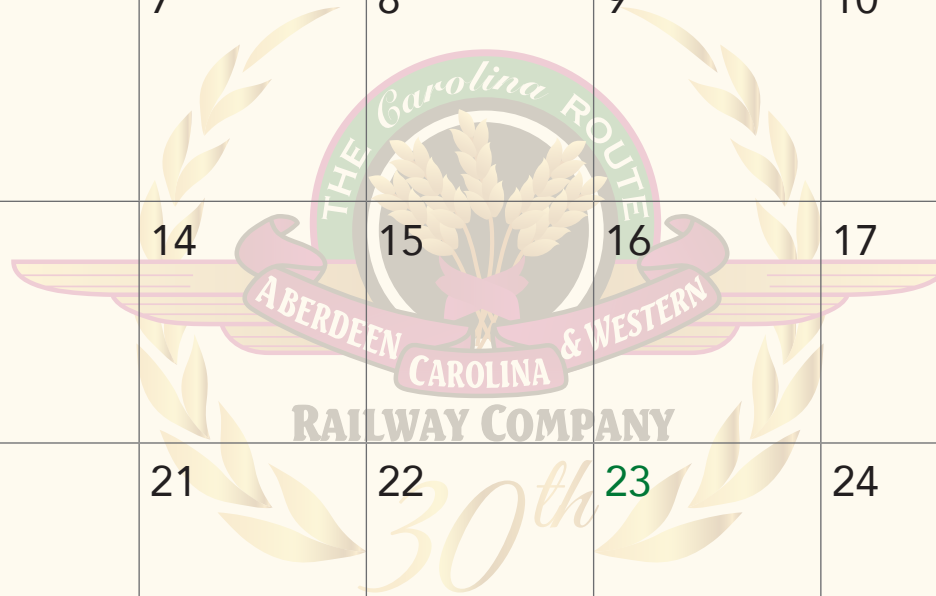 7 8 9 10
THE Carolina ROUTE
14 15 16 17
ABERDEEN CAROLINA & WESTERN
RAILWAY COMPANY
21 22 23 24
30th